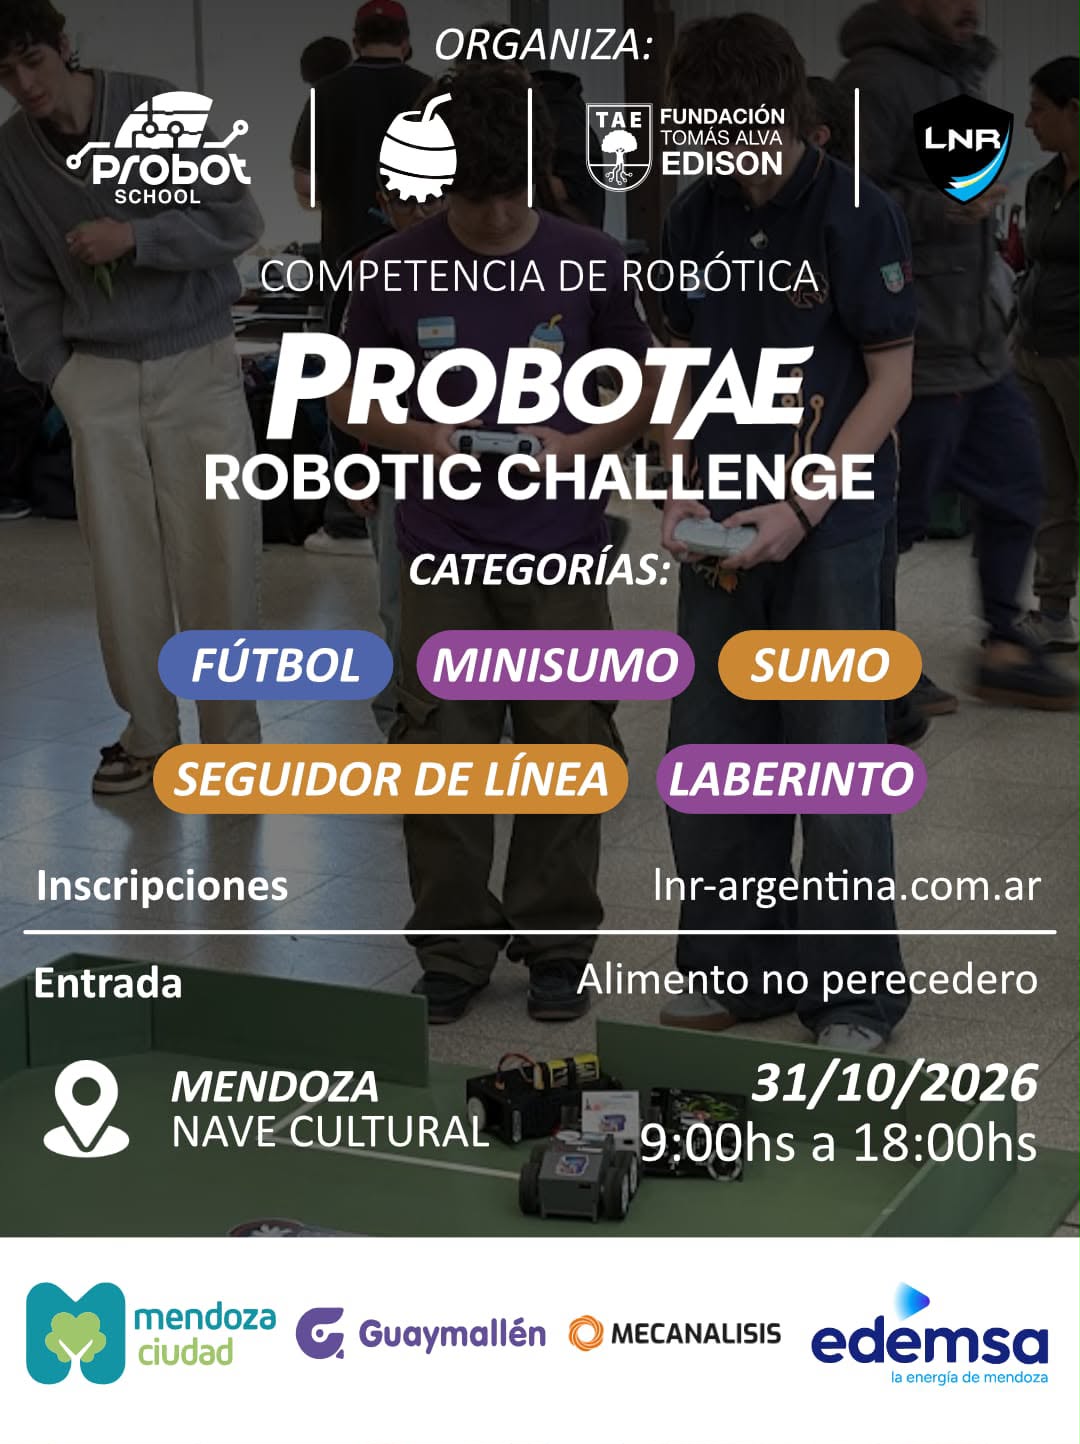 ORGANIZA:
Probot
SCHOOL
TAE
FUNDACIÓN
TOMÁS ALVA
EDISON
LNR
COMPETENCIA DE ROBÓTICA
PROBOTAE
ROBOTIC CHALLENGE
CATEGORÍAS:
FÚTBOL MINISUMO SUMO
SEGUIDOR DE LÍNEA LABERINTO
Inscripciones lnr-argentina.com.ar
Entrada Alimento no perecedero
MENDOZA
NAVE CULTURAL
31/10/2026
9:00hs a 18:00hs
mendoza
ciudad
Guaymallén
MECANALISIS
edemsa
la energía de mendoza